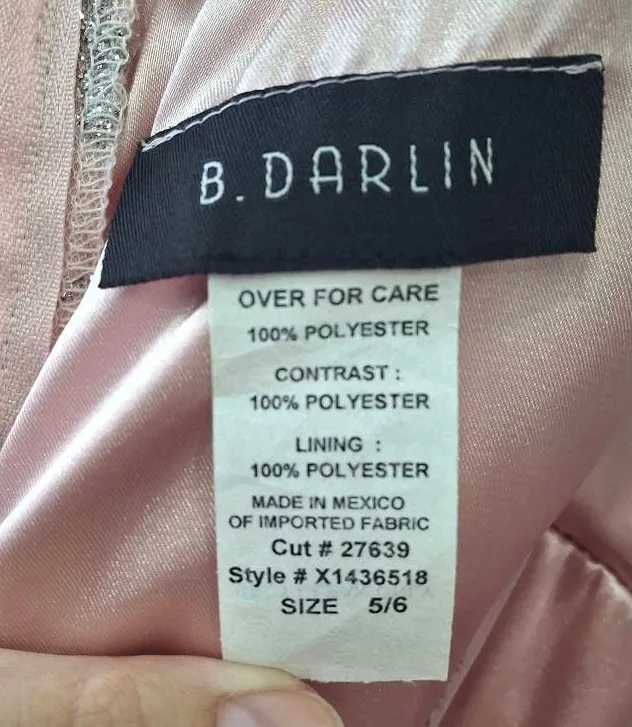 B. DARLIN
OVER FOR CARE
100% POLYESTER
CONTRAST :
100% POLYESTER
LINING :
100% POLYESTER
MADE IN MEXICO
OF IMPORTED FABRIC
Cut # 27639
Style # X1436518
SIZE 5/6